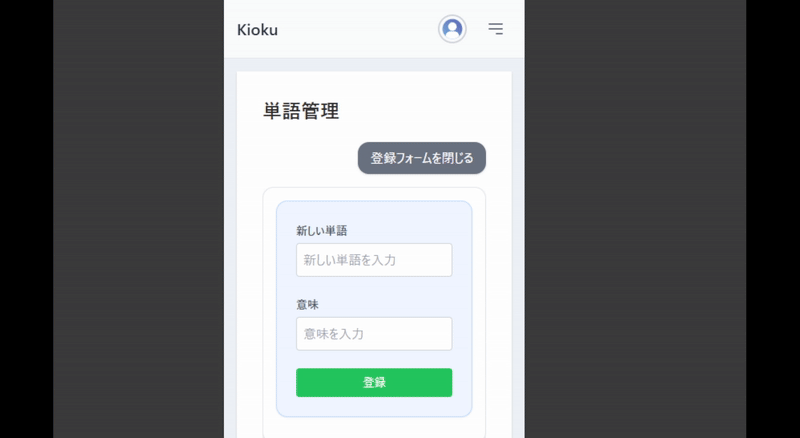 Kioku
単語管理
登録フォームを閉じる
新しい単語
新しい単語を入力
意味
意味を入力
登録